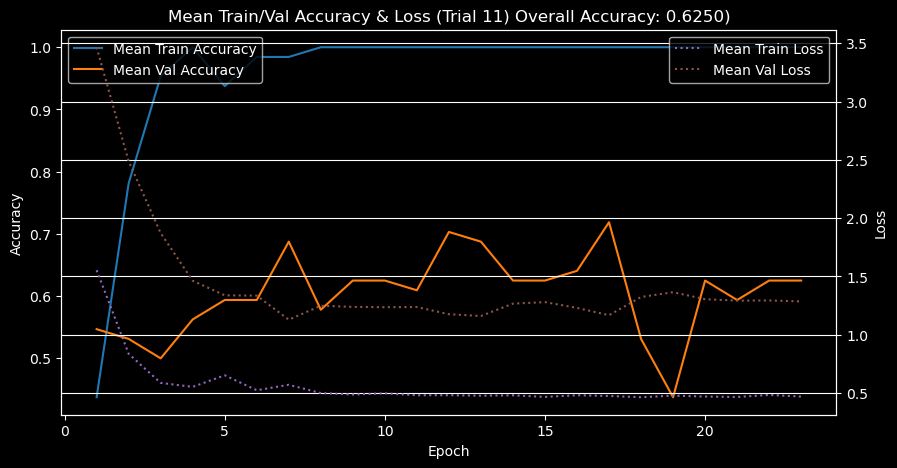 Mean Train/Val Accuracy & Loss (Trial 11) Overall Accuracy: 0.6250)
Mean Train Accuracy
Mean Val Accuracy
Mean Train Loss
Mean Val Loss
1.0
0.9
0.8
0.7
0.6
0.5
Accuracy
3.5
3.0
2.5
2.0
1.5
1.0
0.5
Loss
0
5
10
15
20
Epoch